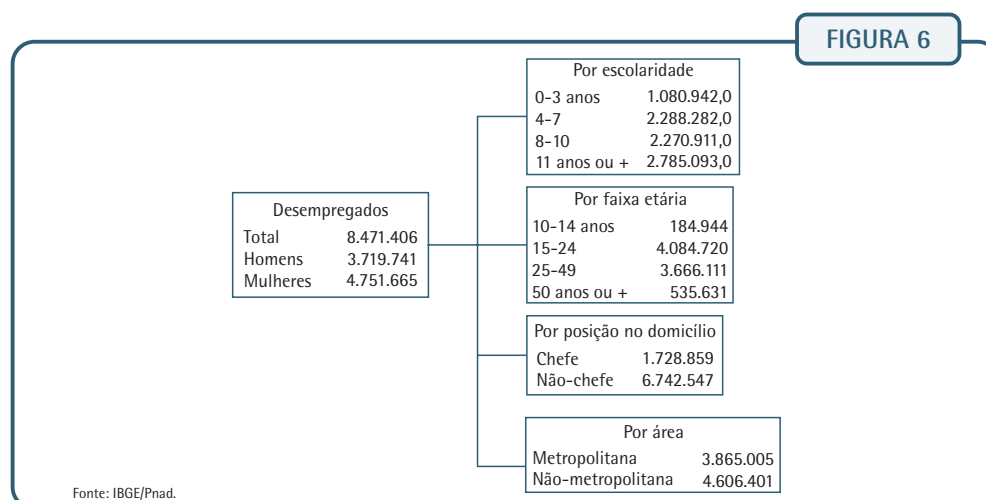 FIGURA 6
Por escolaridade
0-3 anos 1.080.942,0
4-7 2.288.282,0
8-10 2.270.911,0
11 anos ou + 2.785.093,0
Desempregados
Total 8.471.406
Homens 3.719.741
Mulheres 4.751.665
Por faixa etária
10-14 anos 184.944
15-24 4.084.720
25-49 3.666.111
50 anos ou + 535.631
Por posição no domicílio
Chefe 1.728.859
Não-chefe 6.742.547
Por área
Metropolitana 3.865.005
Não-metropolitana 4.606.401
Fonte: IBGE/Pnad.